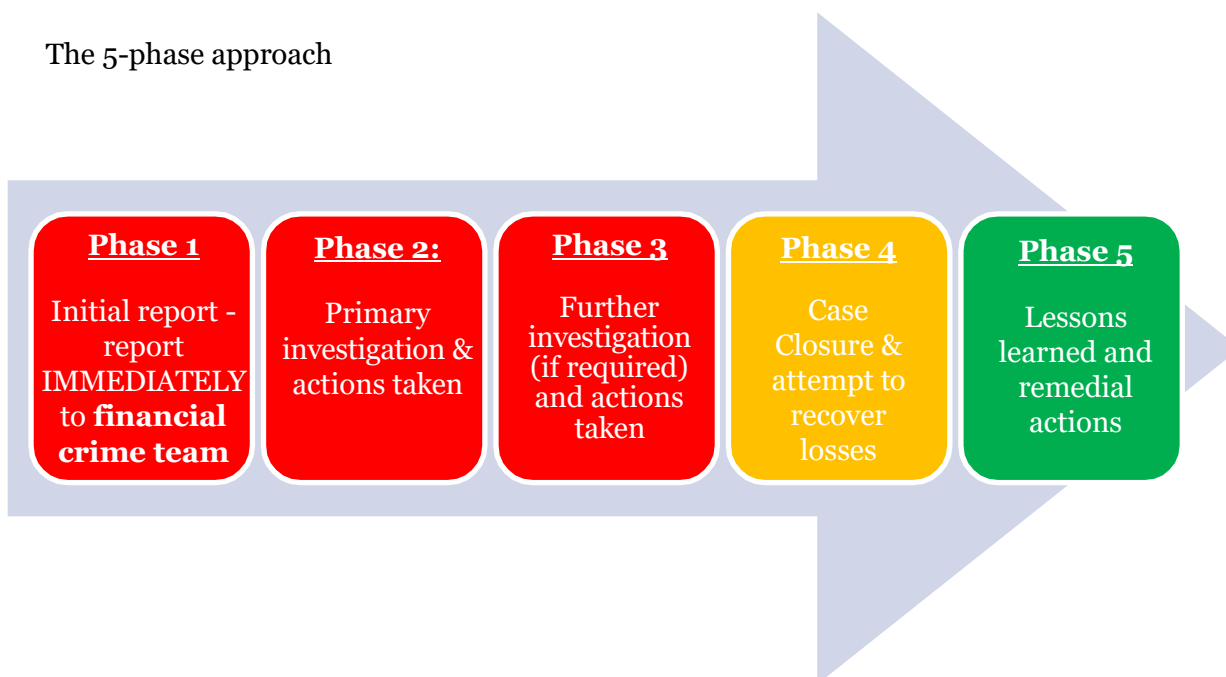 The 5-phase approach
Phase 1
Initial report -
report
IMMEDIATELY
to financial
crime team
Phase 2:
Primary
investigation &
actions taken
Phase 3
Further
investigation
(if required)
and actions
taken
Phase 4
Case
Closure &
attempt to
recover
losses
Phase 5
Lessons
learned and
remedial
actions